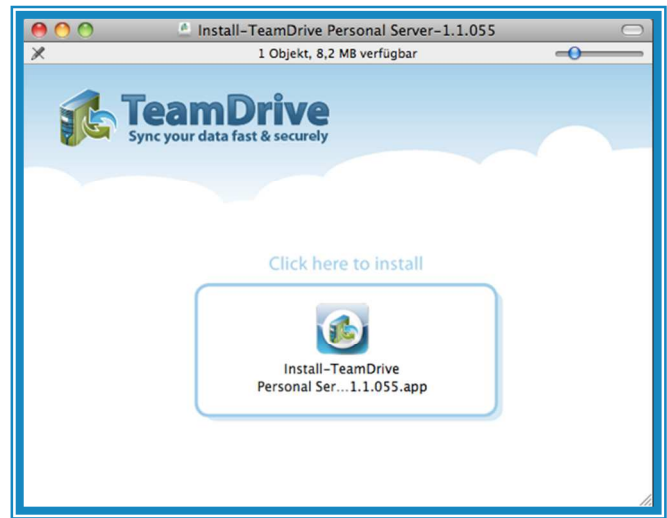 Install-TeamDrive Personal Server-1.1.055
1 Objekt, 8,2 MB verfügbar
TeamDrive
Sync your data fast & securely
Click here to install
Install-TeamDrive
Personal Ser...1.1.055.app